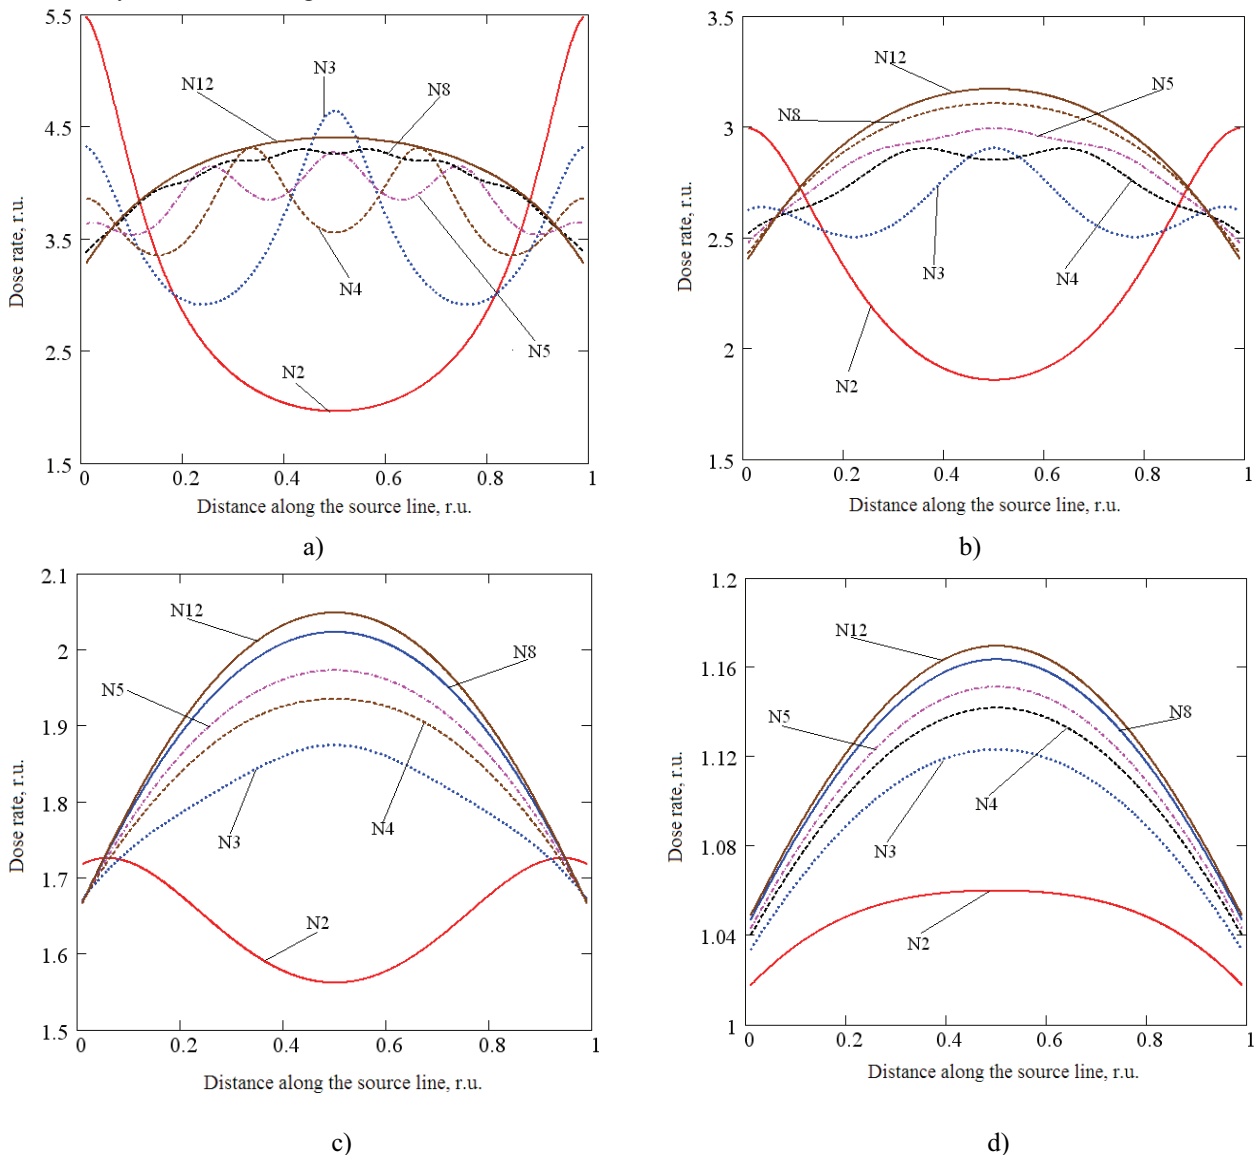 5.5
4.5
3.5
2.5
1.5
Dose rate, r.u.
N3
N12
N8
N4
N5
N2
0 0.2 0.4 0.6 0.8 1
Distance along the source line, r.u.
a)
3.5
3
2.5
2
1.5
Dose rate, r.u.
N12
N5
N8
N3
N4
N2
0 0.2 0.4 0.6 0.8 1
Distance along the source line, r.u.
b)
2.1
2
1.9
1.8
1.7
1.6
1.5
Dose rate, r.u.
N12
N8
N5
N4
N3
N2
0 0.2 0.4 0.6 0.8 1
Distance along the source line, r.u.
c)
1.2
1.16
1.12
1.08
1.04
1
Dose rate, r.u.
N12
N8
N5
N4
N3
N2
0 0.2 0.4 0.6 0.8 1
Distance along the source line, r.u.
d)